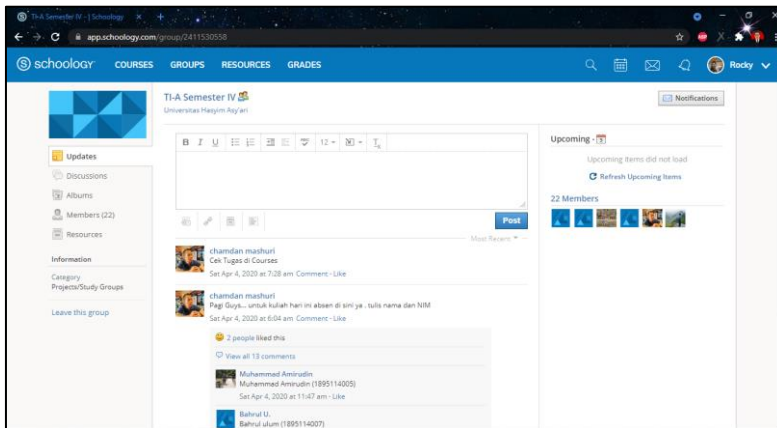 TI-A Semester IV - | Schoology
app.schoology.com/group/2411530558
S schoology
COURSES
GROUPS
RESOURCES
GRADES
Rocky
TI-A Semester IV
Universitas Hasyim Asy'ari
Notifications
Updates
Discussions
Albums
Members (22)
Resources
Information
Category
Projects/Study Groups
Leave this group
B I U
12
Post
Most Recent
chamdan mashuri
Cek Tugas di Courses
Sat Apr 4, 2020 at 7:28 am Comment · Like
chamdan mashuri
Pagi Guys... untuk kuliah hari ini absen di sini ya . tulis nama dan NIM
Sat Apr 4, 2020 at 6:04 am Comment · Like
2 people liked this
View all 13 comments
Muhammad Amirudin
Muhammad Amirudin (1895114005)
Sat Apr 4, 2020 at 11:47 am · Like
Bahrul U.
Bahrul ulum (1895114007)
Upcoming ·
Upcoming items did not load
Refresh Upcoming Items
22 Members